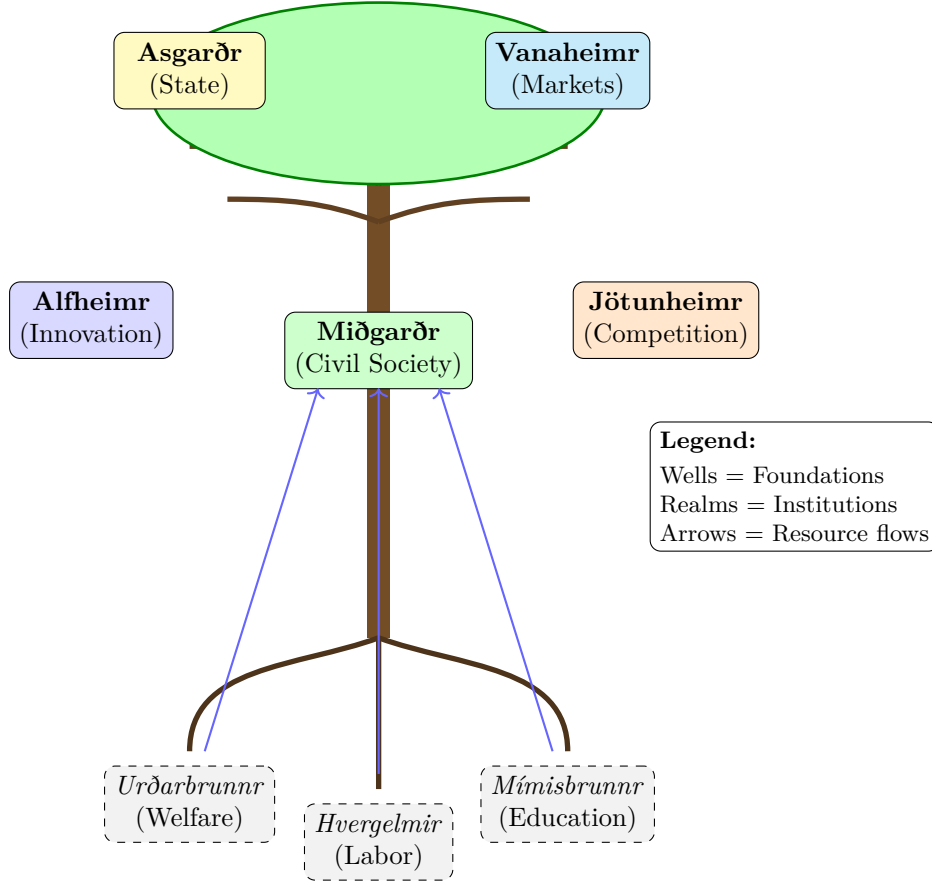 Asgarðr
(State)
Vanaheimr
(Markets)
Alfheimr
(Innovation)
Miðgarðr
(Civil Society)
Jötunheimr
(Competition)
Legend:
Wells = Foundations
Realms = Institutions
Arrows = Resource flows
Urðarbrunnr
(Welfare)
Hvergelmir
(Labor)
Mímisbrunnr
(Education)